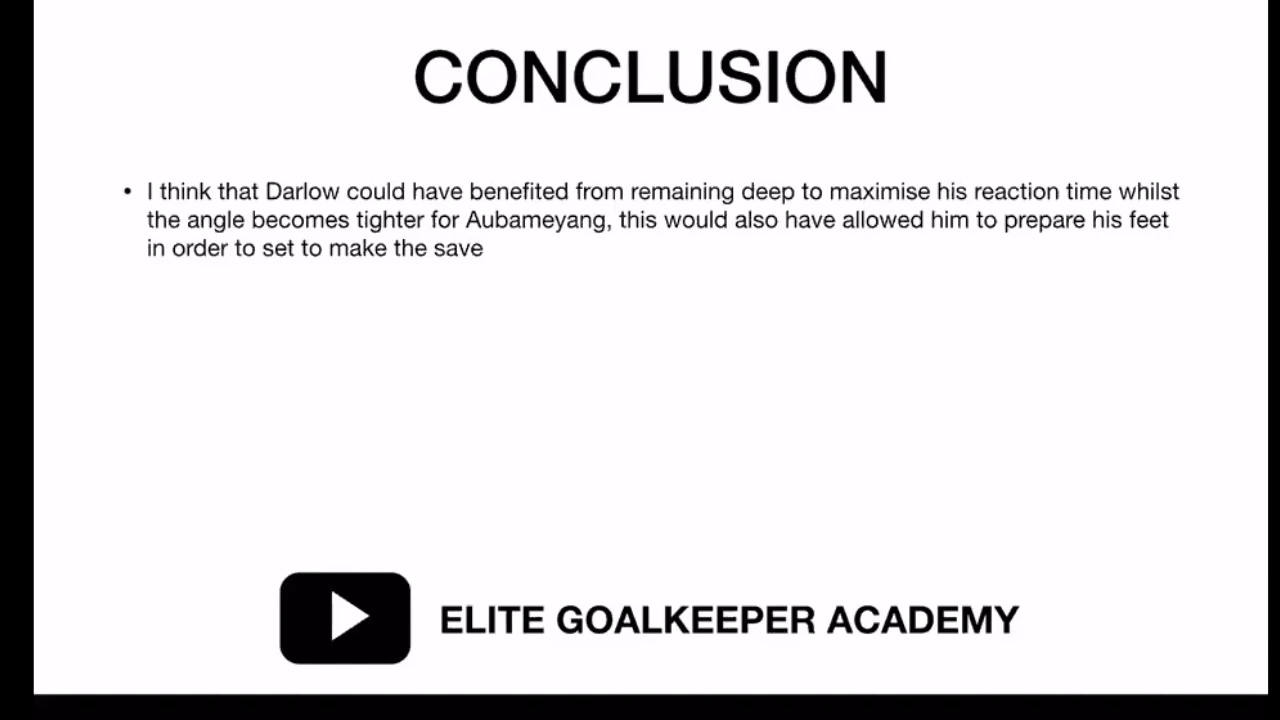 CONCLUSION
• I think that Darlow could have benefited from remaining deep to maximise his reaction time whilst
the angle becomes tighter for Aubameyang, this would also have allowed him to prepare his feet
in order to set to make the save
ELITE GOALKEEPER ACADEMY